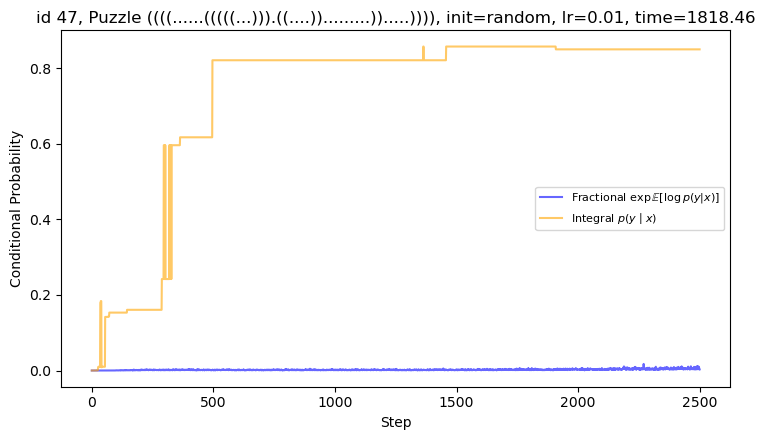 id 47, Puzzle ((((......(((((...))).((....)).........)).....)))), init=random, lr=0.01, time=1818.46
Conditional Probability
0.8
0.6
0.4
0.2
0.0
Fractional exp𝔼[log p(y|x)]
Integral p(y | x)
0
500
1000
1500
2000
2500
Step